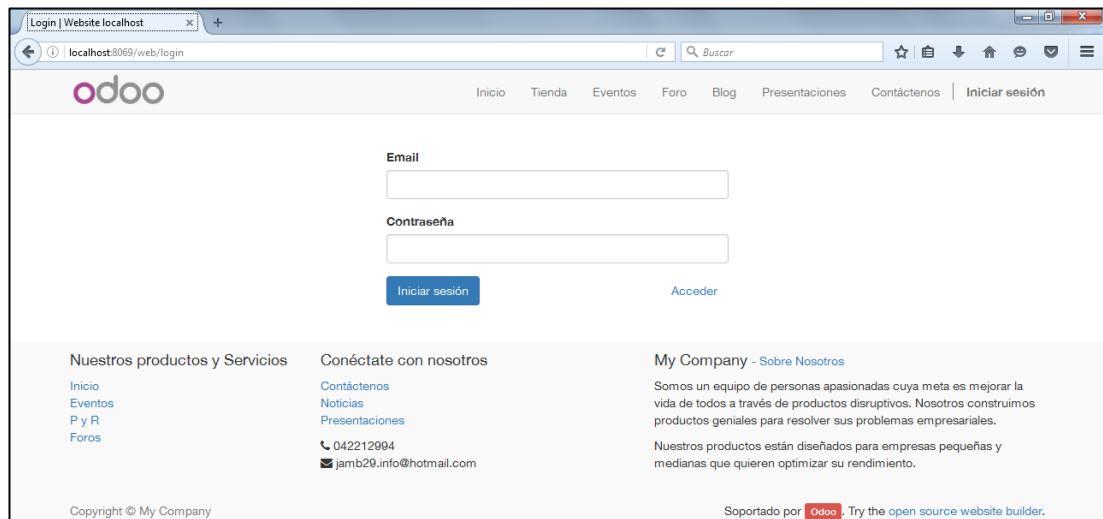 Login | Website localhost
localhost:8069/web/login
Buscar
odoo
Inicio Tienda Eventos Foro Blog Presentaciones Contáctenos Iniciar sesión
Email
Contraseña
Iniciar sesión Acceder
Nuestros productos y Servicios
Inicio
Eventos
P y R
Foros
Conéctate con nosotros
Contáctenos
Noticias
Presentaciones
042212994
jamb29.info@hotmail.com
My Company - Sobre Nosotros
Somos un equipo de personas apasionadas cuya meta es mejorar la
vida de todos a través de productos disruptivos. Nosotros construimos
productos geniales para resolver sus problemas empresariales.
Nuestros productos están diseñados para empresas pequeñas y
medianas que quieren optimizar su rendimiento.
Copyright © My Company
Soportado por Odoo . Try the open source website builder.